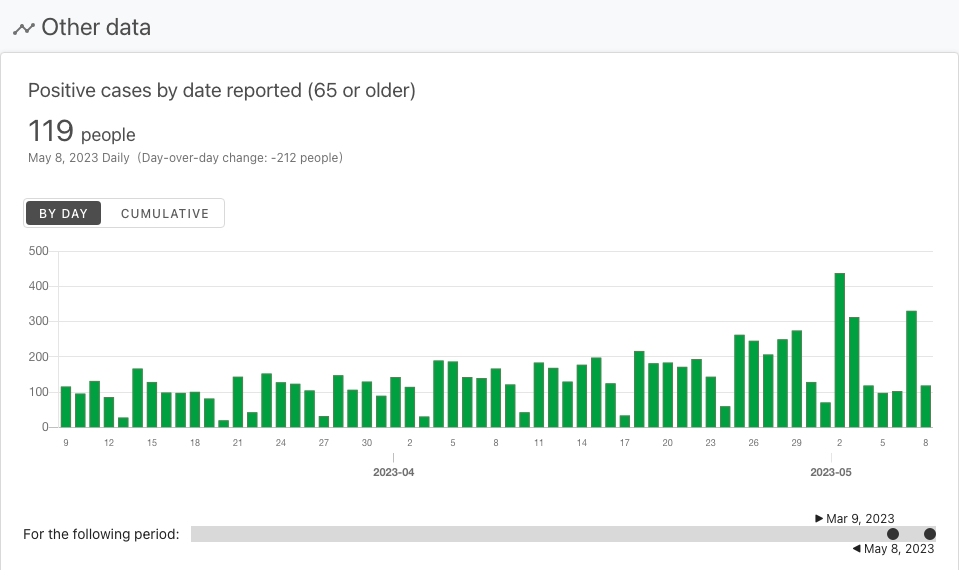 Other data
Positive cases by date reported (65 or older)
119 people
May 8, 2023 Daily (Day-over-day change: -212 people)
BY DAY CUMULATIVE
500
400
300
200
100
0
9 12 15 18 21 24 27 30 2 5 8 11 14 17 20 23 26 29 2 5 8
2023-04 2023-05
▶ Mar 9, 2023
For the following period:
◀ May 8, 2023